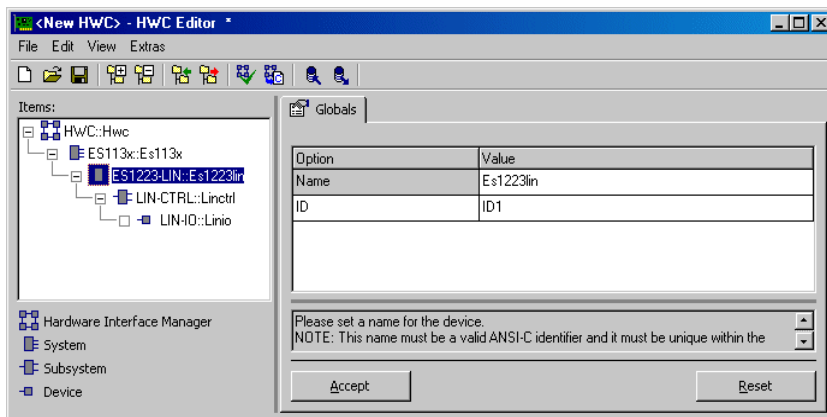 <New HWC> - HWC Editor *
File Edit View Extras
Items:
HWC::Hwc
ES113x::Es113x
ES1223-LIN::Es1223lin
LIN-CTRL::Linctrl
LIN-IO::Linio
Hardware Interface Manager
System
Subsystem
Device
Globals
Option Value
Name Es1223lin
ID ID1
Please set a name for the device.
NOTE: This name must be a valid ANSI-C identifier and it must be unique within the
Accept Reset